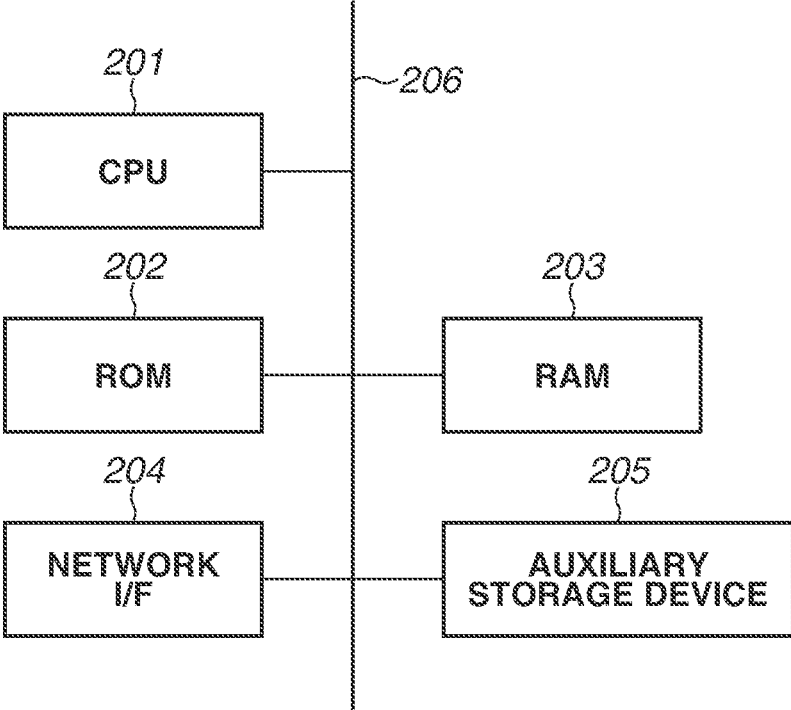 201
206
CPU
202
203
ROM
RAM
204
205
NETWORK
I/F
AUXILIARY
STORAGE DEVICE